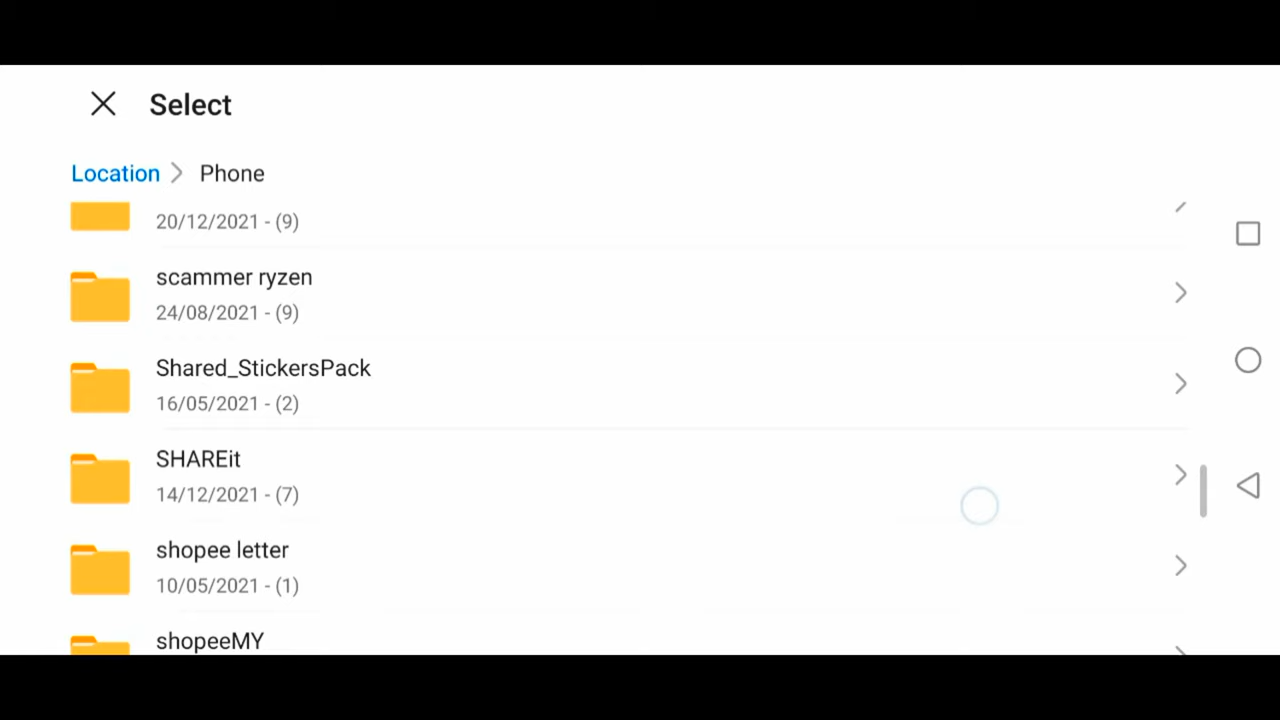 Select
Location > Phone
20/12/2021 - (9)
scammer ryzen
24/08/2021 - (9)
Shared_StickersPack
16/05/2021 - (2)
SHAREit
14/12/2021 - (7)
shopee letter
10/05/2021 - (1)
shopeeMY